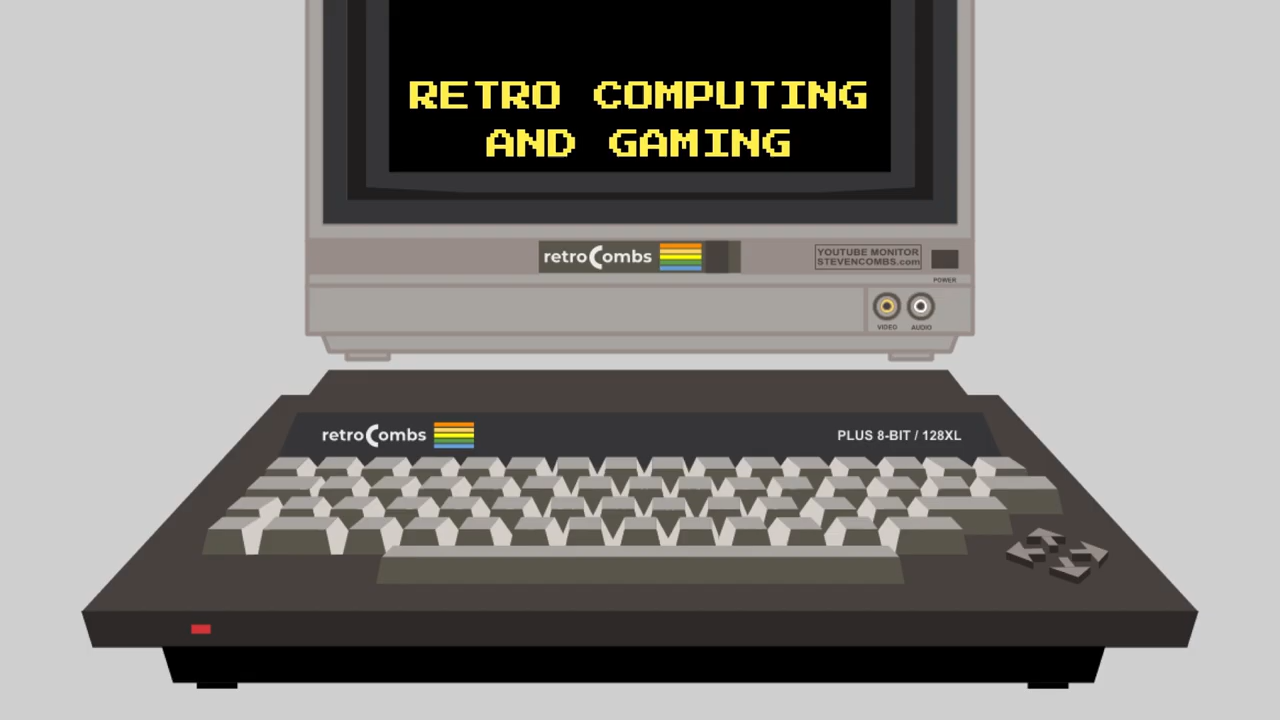 RETRO COMPUTING
AND GAMING
retroCombs
YOUTUBE MONITOR
STEVENCOMBS.com
POWER
VIDEO AUDIO
retroCombs PLUS 8-BIT / 128XL